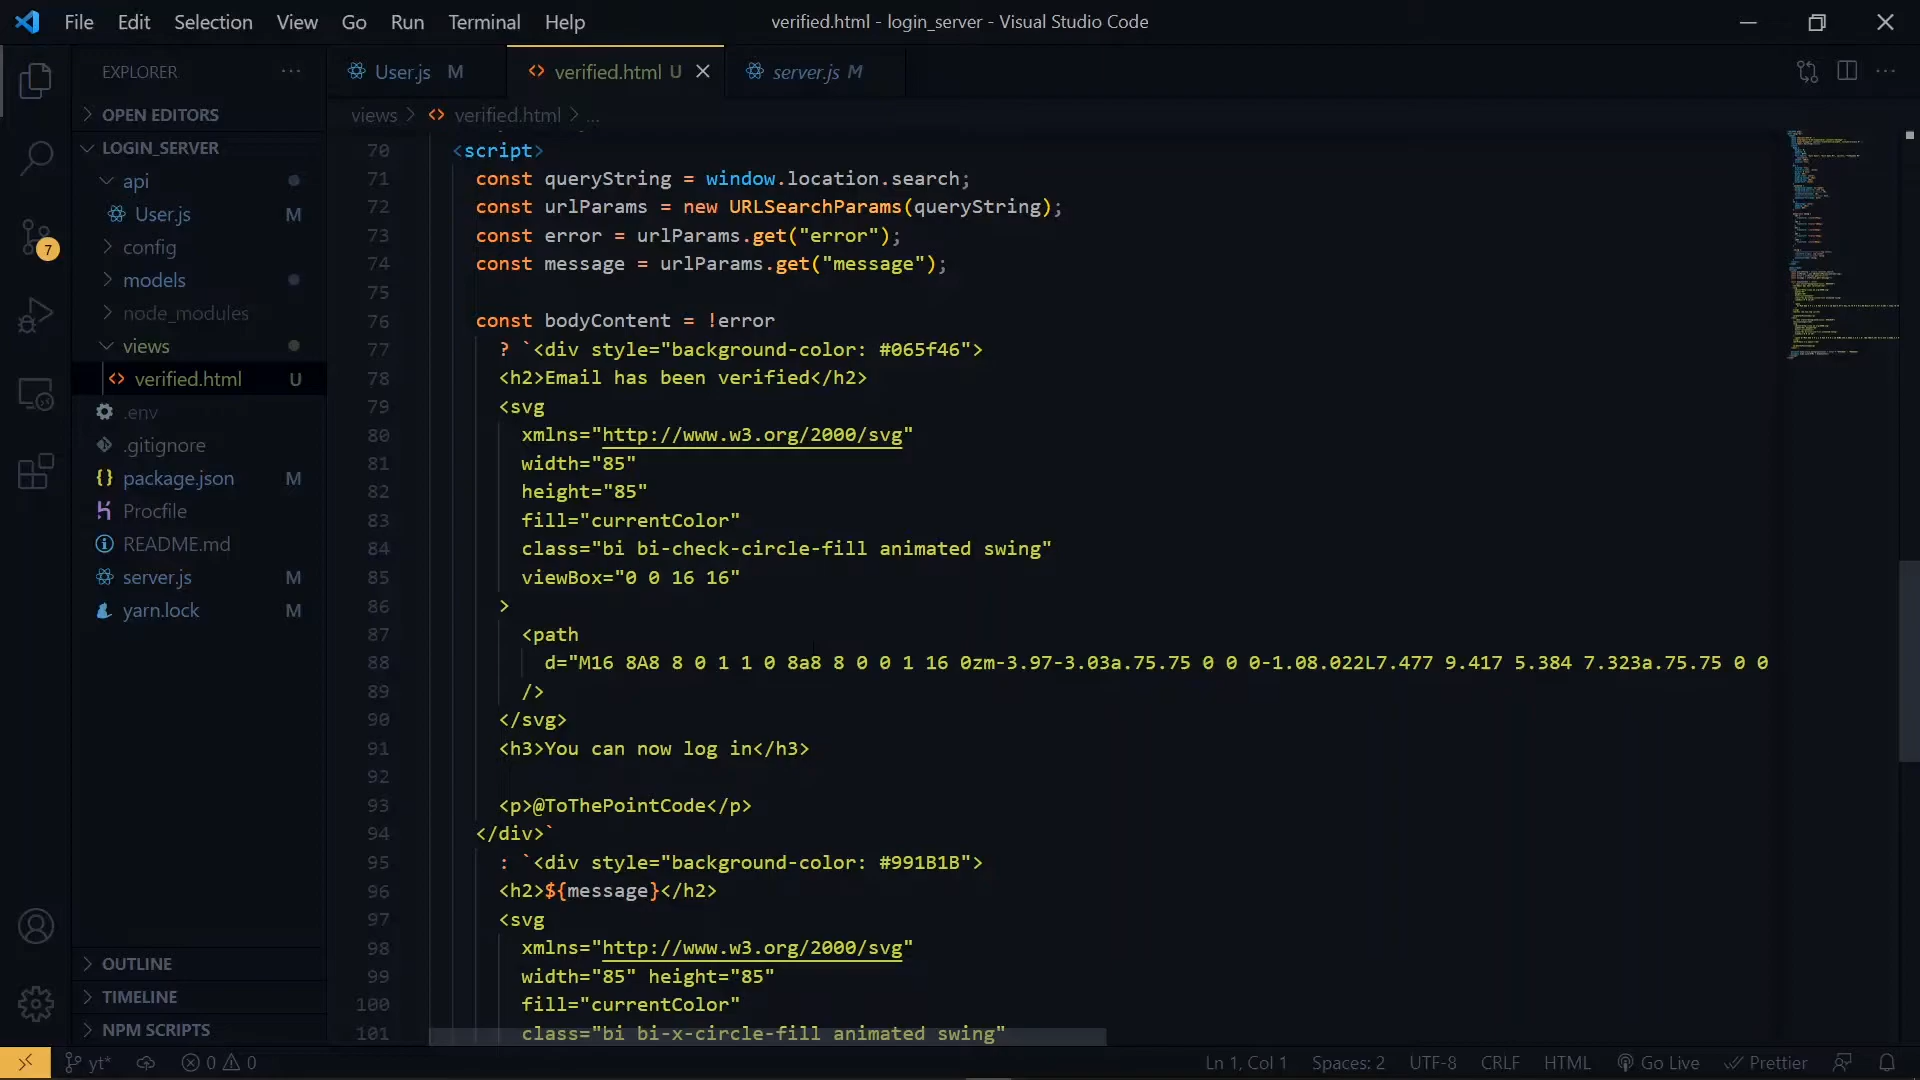 File Edit Selection View Go Run Terminal Help verified.html - login_server - Visual Studio Code
EXPLORER
User.js M
verified.html U
server.js M
OPEN EDITORS
views > verified.html > ...
LOGIN_SERVER
api
User.js M
config
models
node_modules
views
verified.html U
.env
.gitignore
package.json M
Procfile
README.md
server.js M
yarn.lock M
OUTLINE
TIMELINE
NPM SCRIPTS
7
70 <script>
71 const queryString = window.location.search;
72 const urlParams = new URLSearchParams(queryString);
73 const error = urlParams.get("error");
74 const message = urlParams.get("message");
75
76 const bodyContent = !error
77 ? `<div style="background-color: #065f46">
78 <h2>Email has been verified</h2>
79 <svg
80 xmlns="http://www.w3.org/2000/svg"
81 width="85"
82 height="85"
83 fill="currentColor"
84 class="bi bi-check-circle-fill animated swing"
85 viewBox="0 0 16 16"
86 >
87 <path
88 d="M16 8A8 8 0 1 1 0 8a8 8 0 0 1 16 0zm-3.97-3.03a.75.75 0 0 0-1.08.022L7.477 9.417 5.384 7.323a.75.75 0 0
89 />
90 </svg>
91 <h3>You can now log in</h3>
92
93 <p>@ToThePointCode</p>
94 </div>`
95 : `<div style="background-color: #991B1B">
96 <h2>${message}</h2>
97 <svg
98 xmlns="http://www.w3.org/2000/svg"
99 width="85" height="85"
100 fill="currentColor"
101 class="bi bi-x-circle-fill animated swing"
yt* 0 0 Ln 1, Col 1 Spaces: 2 UTF-8 CRLF HTML Go Live Prettier